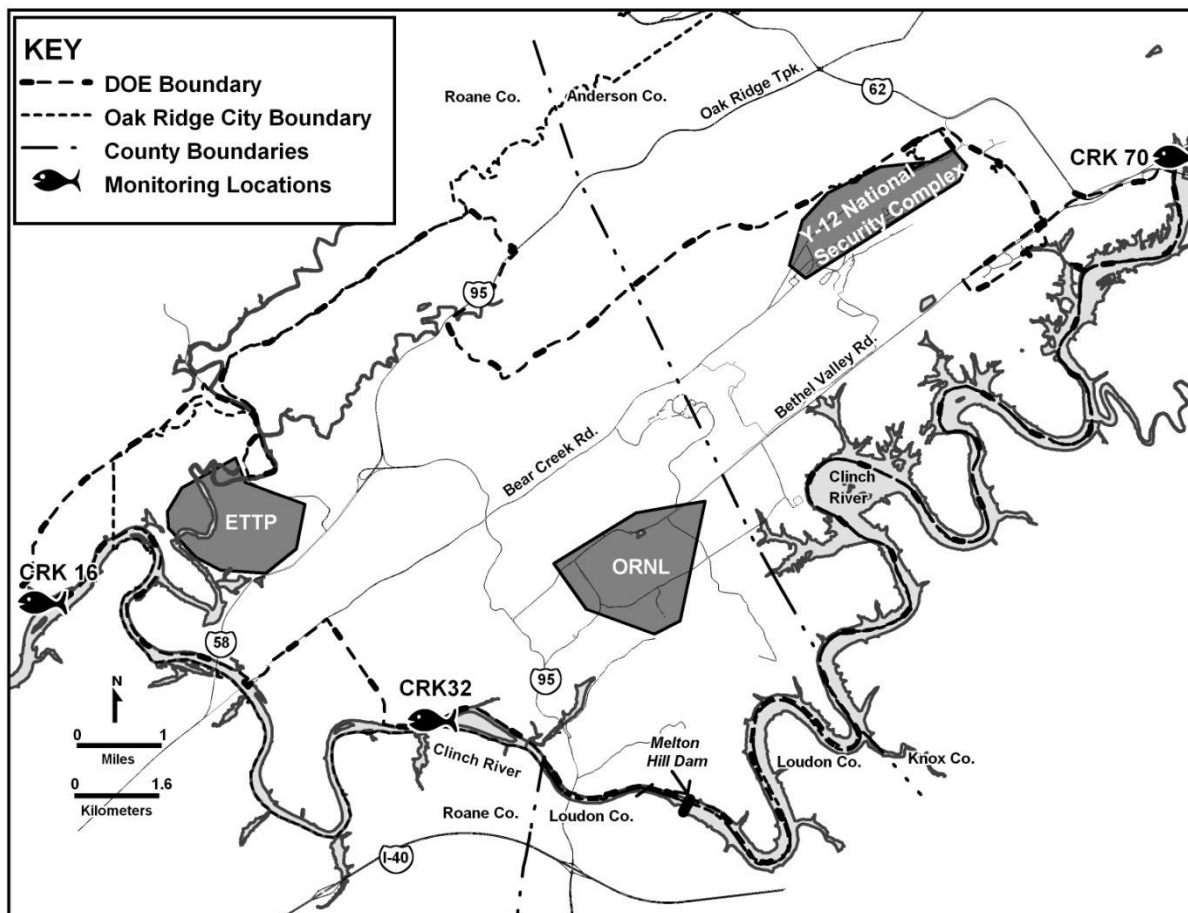 KEY
DOE Boundary
Oak Ridge City Boundary
County Boundaries
Monitoring Locations
Roane Co.
Anderson Co.
Oak Ridge Tpk.
62
CRK 70
Y-12 National
Security Complex
95
Bethel Valley Rd.
Bear Creek Rd.
Clinch
River
ETTP
ORNL
CRK 16
58
95
CRK32
N
0 1
Miles
0 1.6
Kilometers
Clinch River
Melton
Hill Dam
Loudon Co.
Knox Co.
Roane Co.
Loudon Co.
I-40